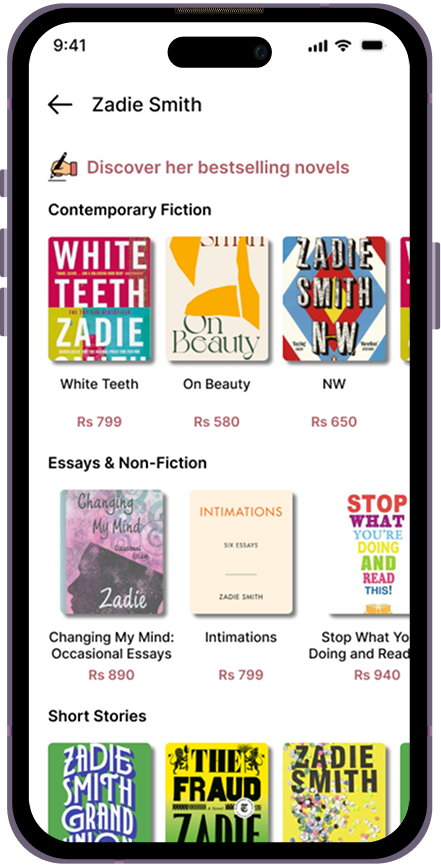 9:41
Zadie Smith
Discover her bestselling novels
Contemporary Fiction
WHITE
TEETH
ZADIE
SMITH
On
Beauty
ZADIE
SMITH
NW
White Teeth
On Beauty
NW
Rs 799
Rs 580
Rs 650
Essays & Non-Fiction
Changing
My Mind
Occasional
Essays
Zadie
INTIMATIONS
SIX ESSAYS
ZADIE SMITH
STOP
WHAT
YOU'RE
DOING
AND
READ
THIS!
Changing My Mind:
Occasional Essays
Intimations
Stop What Yo
Doing and Read
Rs 890
Rs 799
Rs 940
Short Stories
ZADIE
SMITH
GRAND
UNION
THE
FRAUD
ZADIE
ZADIE
SMITH